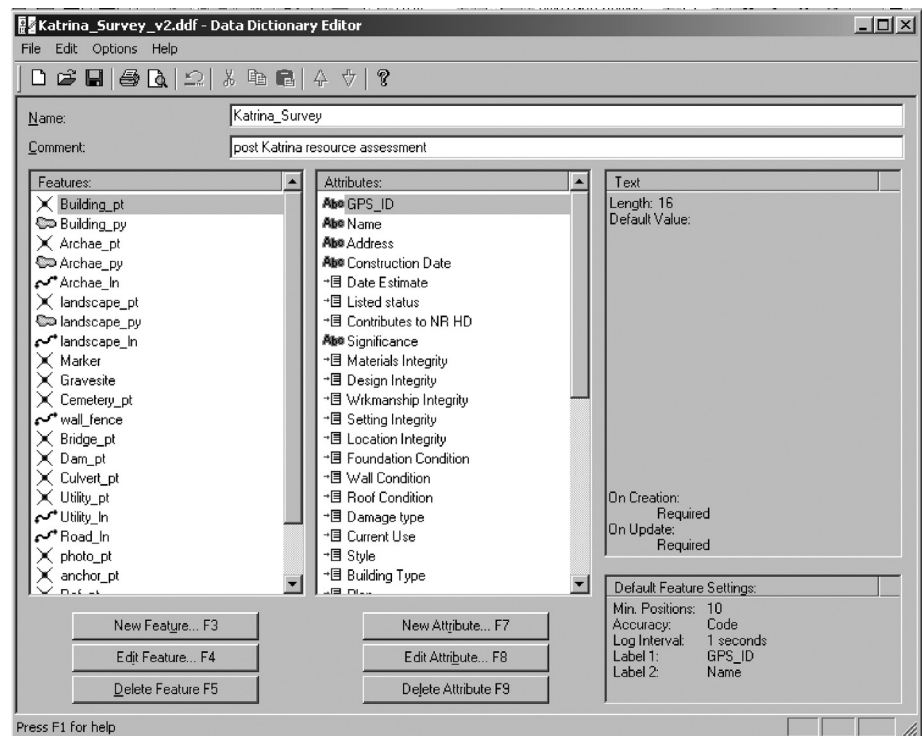 Katrina_Survey_v2.ddf - Data Dictionary Editor
File Edit Options Help
Name: Katrina_Survey
Comment: post Katrina resource assessment
Features:
Building_pt
Building_py
Archae_pt
Archae_py
Archae_ln
landscape_pt
landscape_py
landscape_ln
Marker
Gravesite
Cemetery_pt
wall_fence
Bridge_pt
Dam_pt
Culvert_pt
Utility_pt
Utility_ln
Road_ln
photo_pt
anchor_pt
New Feature... F3
Edit Feature... F4
Delete Feature F5
Attributes:
Abc GPS_ID
Abc Name
Abc Address
Abc Construction Date
Date Estimate
Listed status
Contributes to NR HD
Abc Significance
Materials Integrity
Design Integrity
Wrkmanship Integrity
Setting Integrity
Location Integrity
Foundation Condition
Wall Condition
Roof Condition
Damage type
Current Use
Style
Building Type
New Attribute... F7
Edit Attribute... F8
Delete Attribute F9
Text
Length: 16
Default Value:
On Creation:
Required
On Update:
Required
Default Feature Settings:
Min. Positions: 10
Accuracy: Code
Log Interval: 1 seconds
Label 1: GPS_ID
Label 2: Name
Press F1 for help